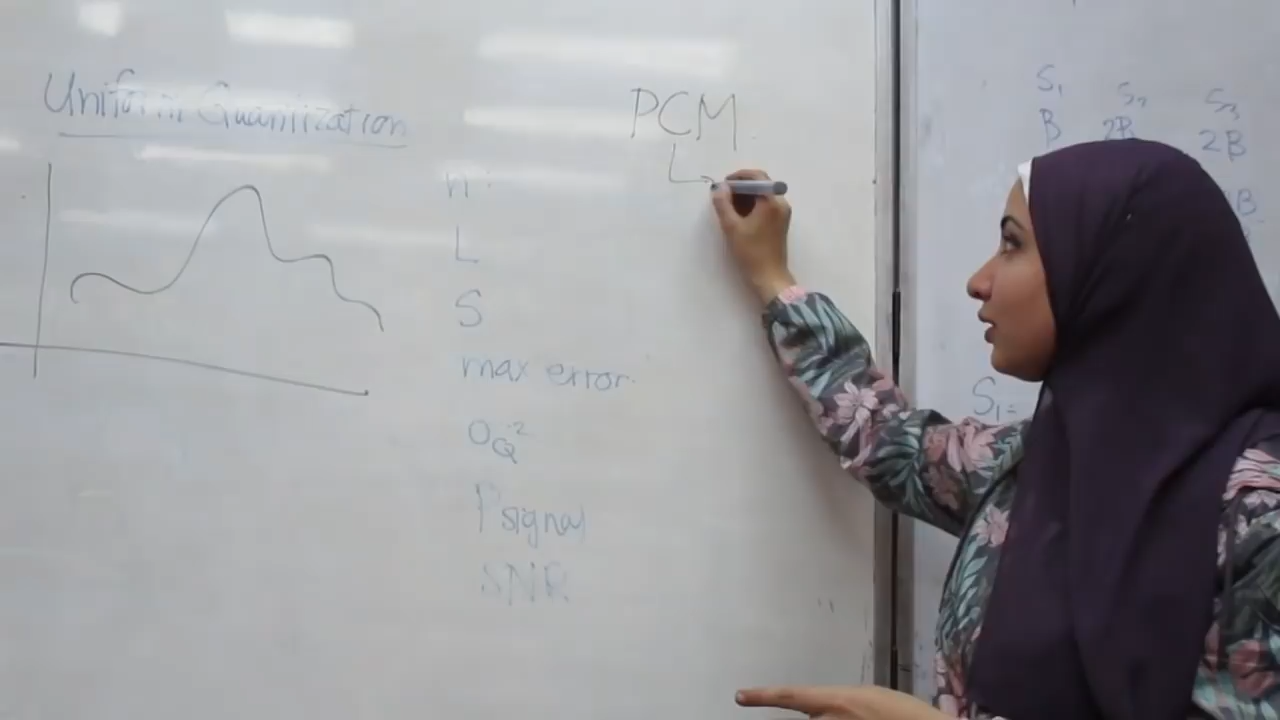 Uniform Quantization
n
L
S
max error
σQ²
Psignal
SNR
PCM
S₁ S₂ S₃
B 2B 2B
S₁=